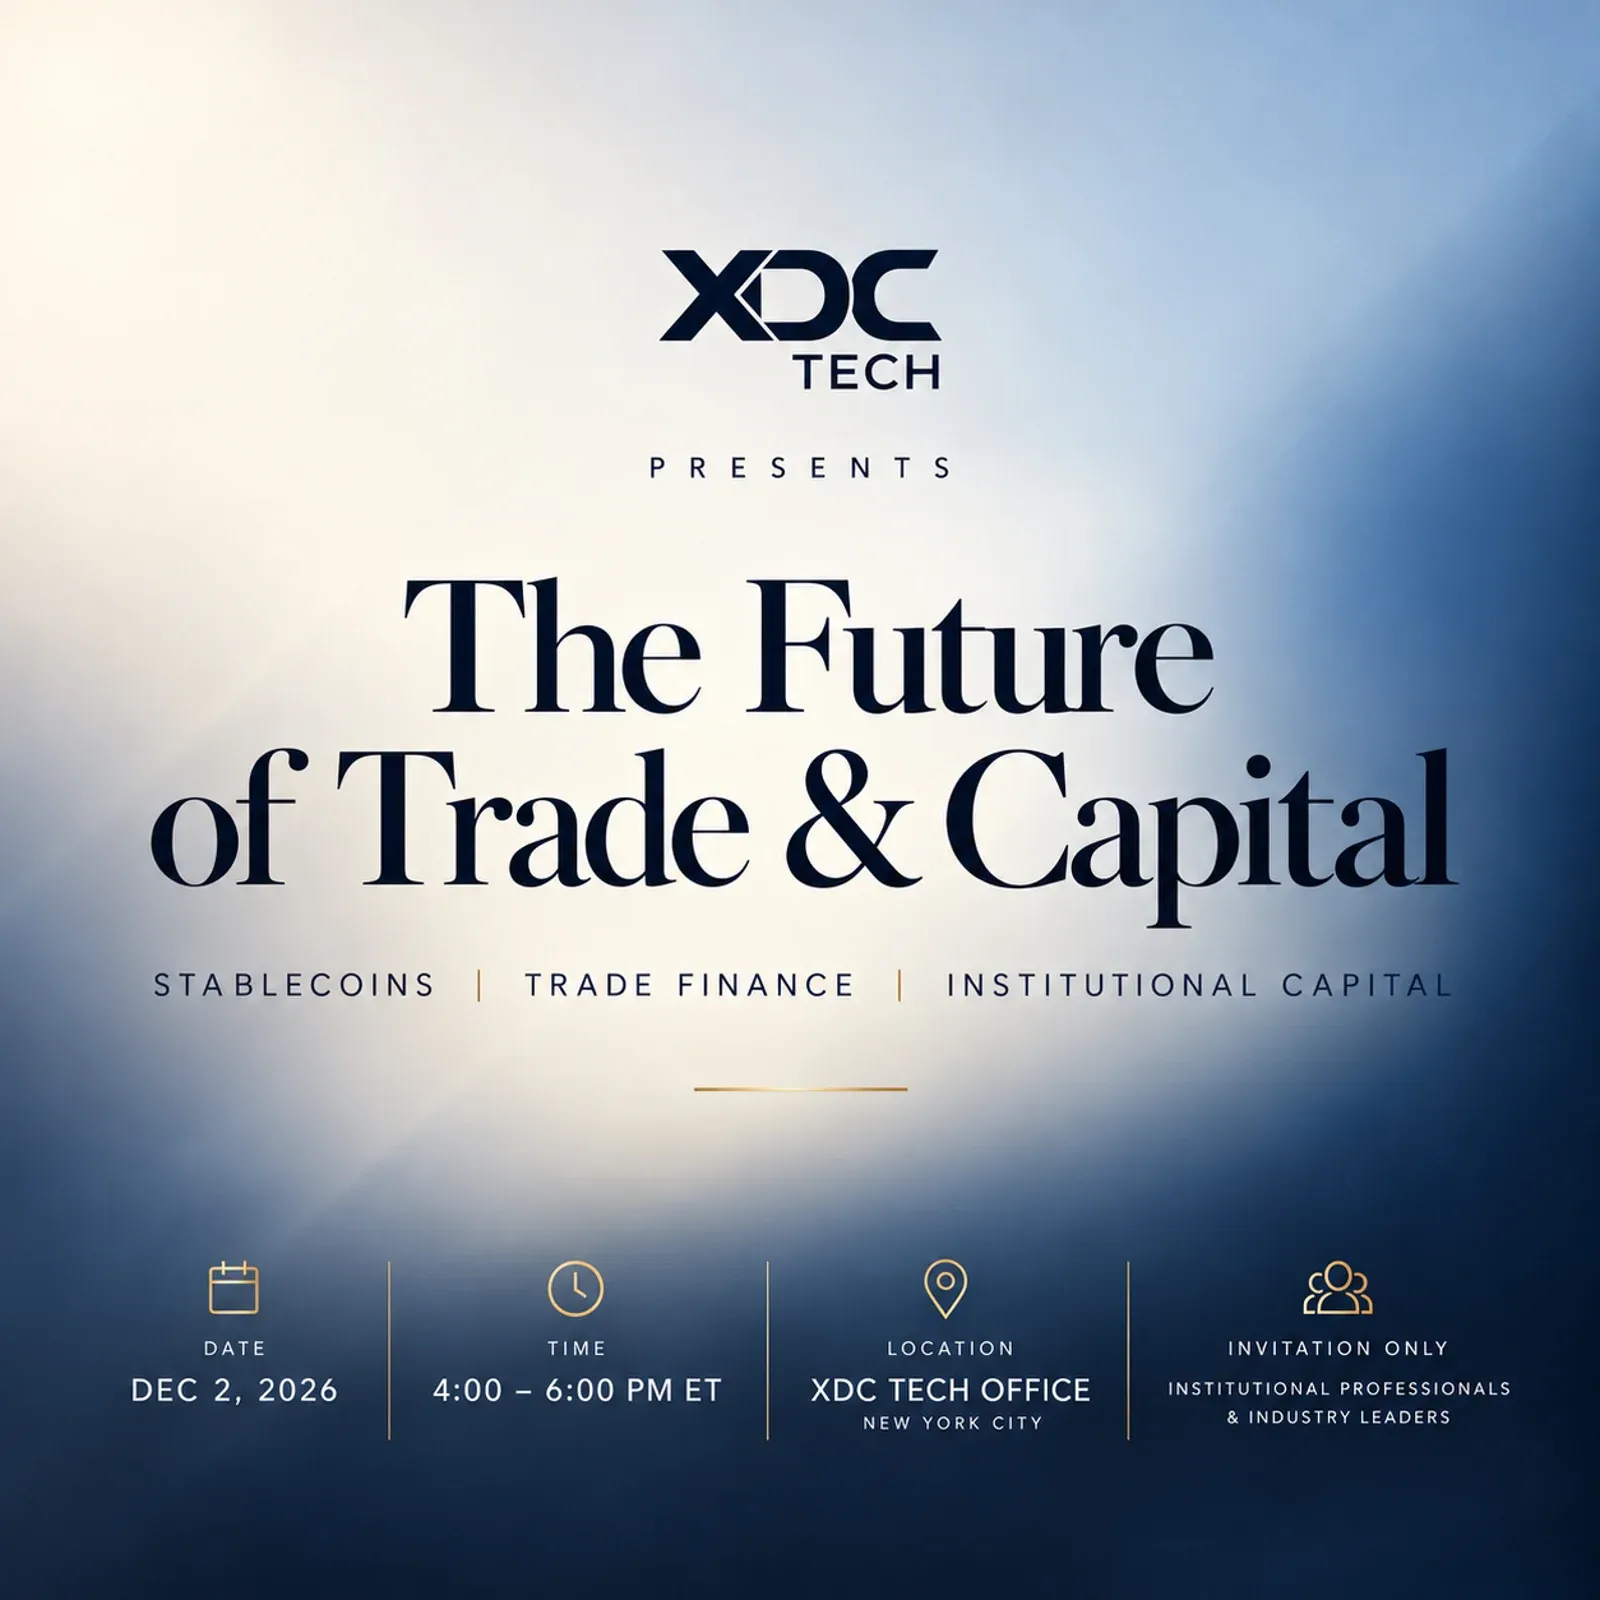 XDC
TECH
PRESENTS
The Future
of Trade & Capital
STABLECOINS | TRADE FINANCE | INSTITUTIONAL CAPITAL
DATE
DEC 2, 2026
TIME
4:00 – 6:00 PM ET
LOCATION
XDC TECH OFFICE
NEW YORK CITY
INVITATION ONLY
INSTITUTIONAL PROFESSIONALS
& INDUSTRY LEADERS